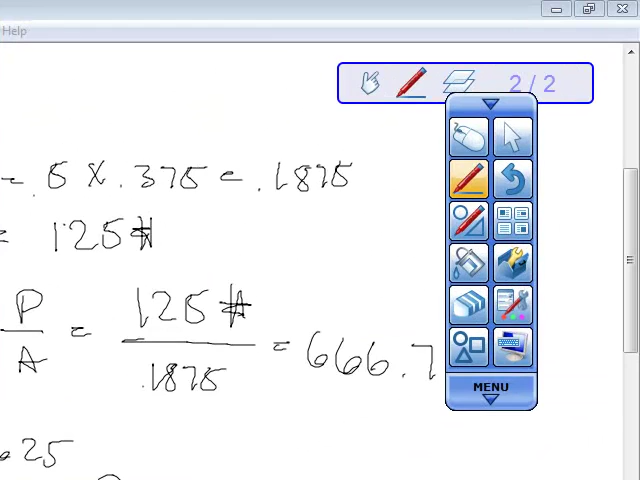 Help
2 / 2
= .5 X .375 = .1875
= 125#
P/A = 125#/.1875 = 666.7
.25
MENU